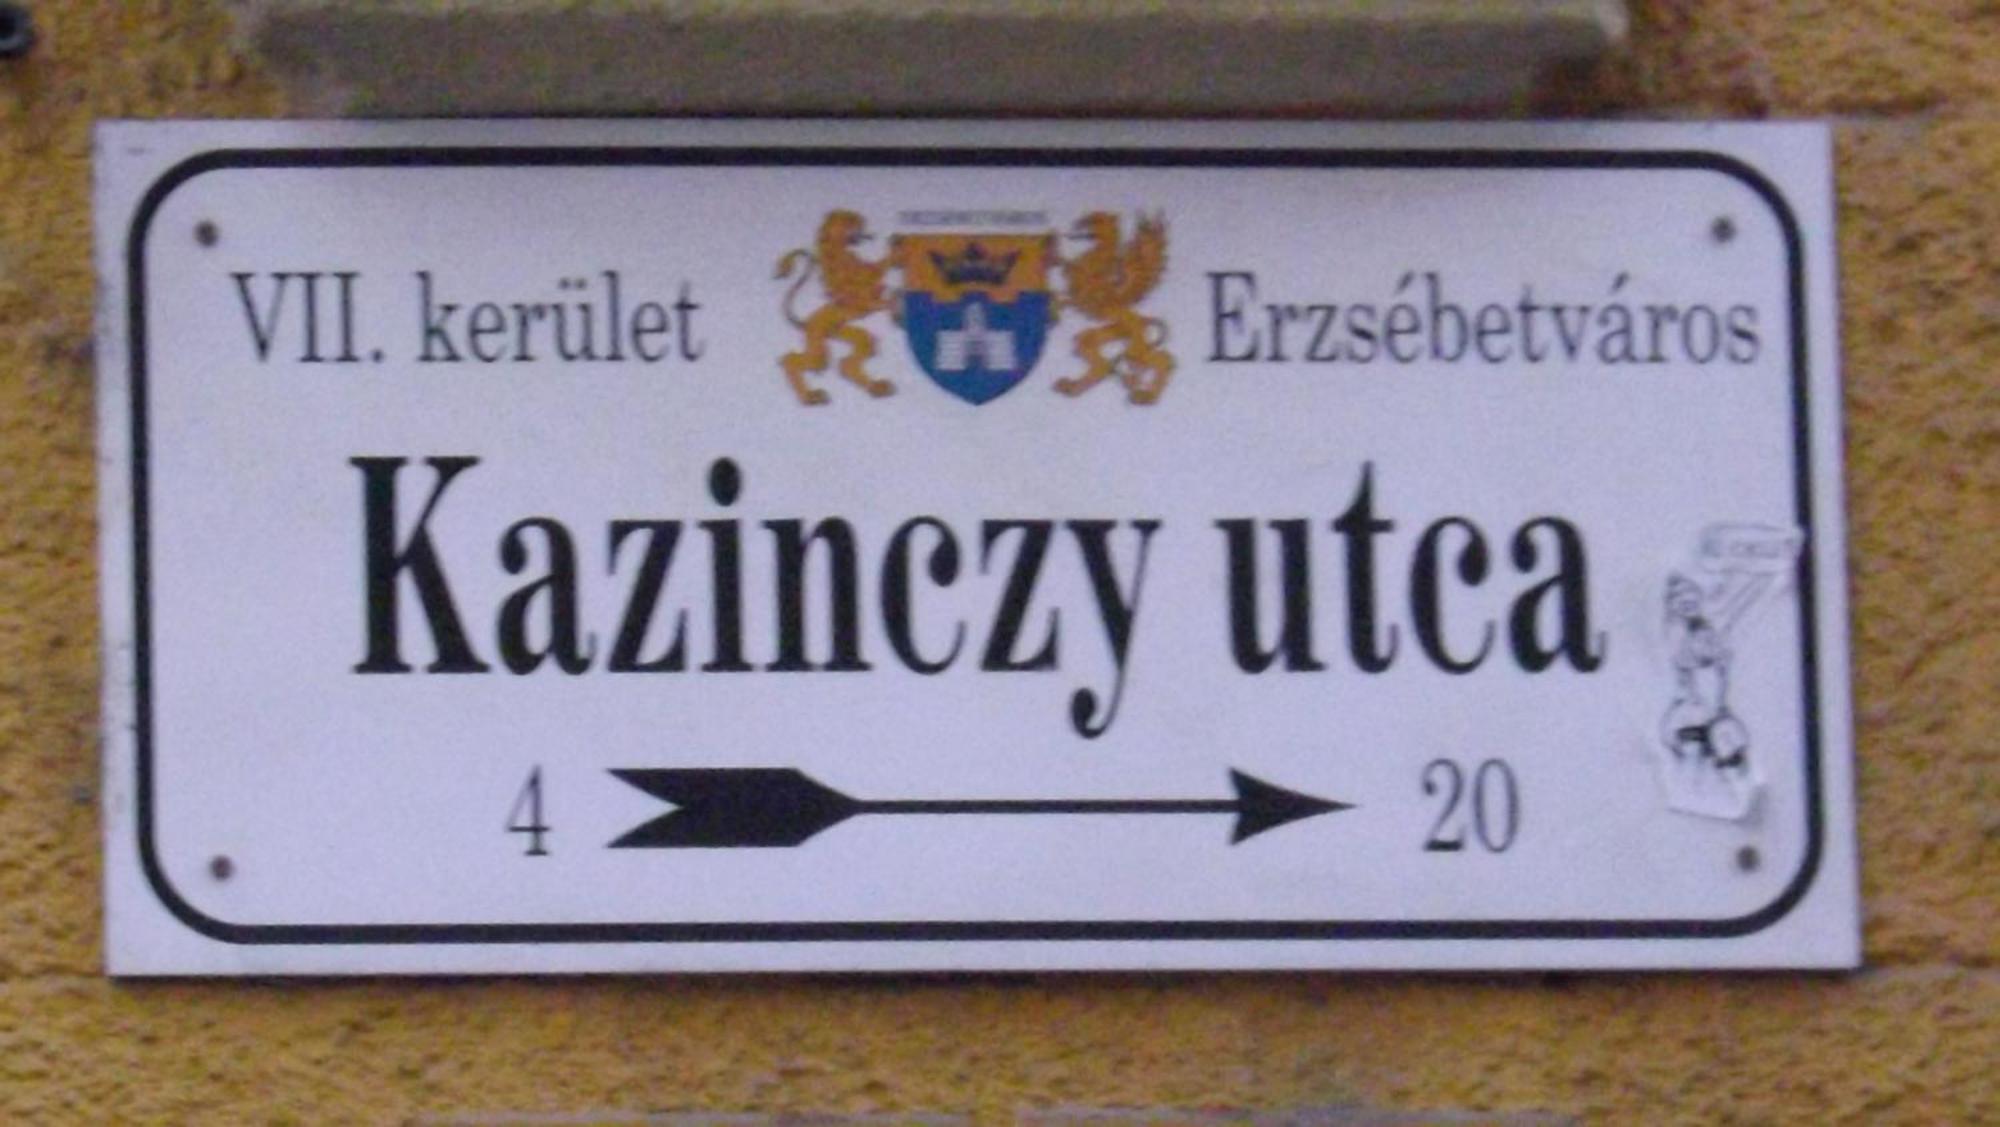 VII. kerület Erzsébetváros
Kazinczy utca
4 20